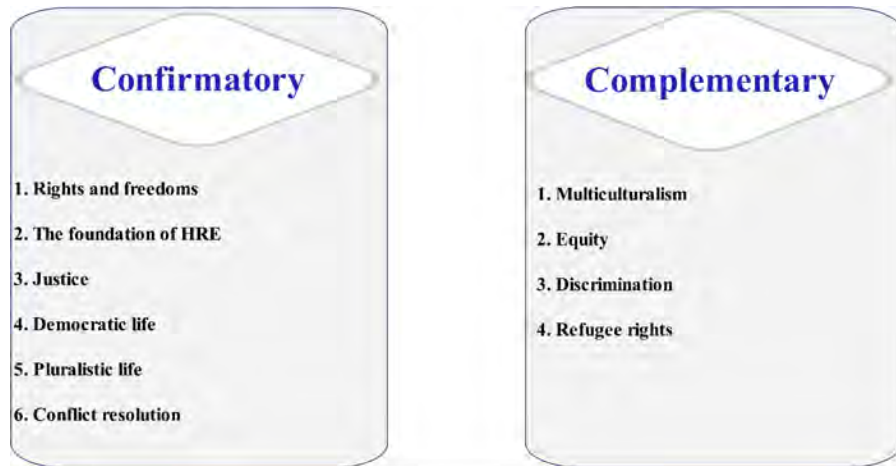 Confirmatory
1. Rights and freedoms
2. The foundation of HRE
3. Justice
4. Democratic life
5. Pluralistic life
6. Conflict resolution
Complementary
1. Multiculturalism
2. Equity
3. Discrimination
4. Refugee rights